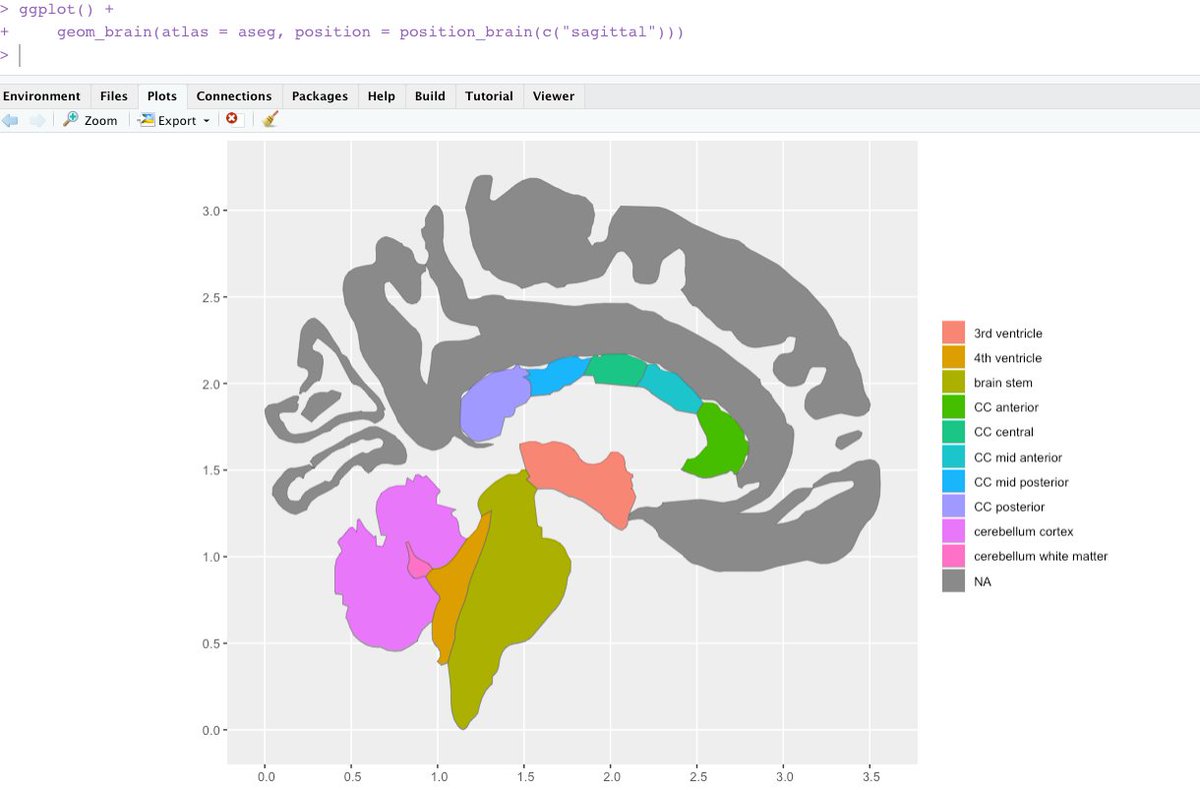 > ggplot() +
+ geom_brain(atlas = aseg, position = position_brain(c("sagittal")))
>
Environment Files Plots Connections Packages Help Build Tutorial Viewer
Zoom Export
3.0
2.5
2.0
1.5
1.0
0.5
0.0
0.0 0.5 1.0 1.5 2.0 2.5 3.0 3.5
3rd ventricle
4th ventricle
brain stem
CC anterior
CC central
CC mid anterior
CC mid posterior
CC posterior
cerebellum cortex
cerebellum white matter
NA